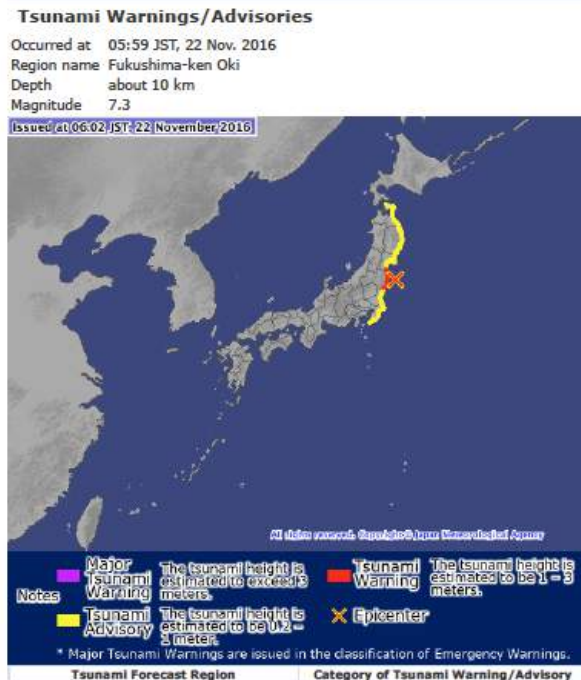 Tsunami Warnings/Advisories
Occurred at 05:59 JST, 22 Nov. 2016
Region name Fukushima-ken Oki
Depth about 10 km
Magnitude 7.3
Issued at 06:02 JST 22 November 2016
All rights reserved. Copyright © Japan Meteorological Agency
Notes
Major Tsunami Warning
The tsunami height is estimated to exceed 3 meters.
Tsunami Warning
The tsunami height is estimated to be 1 - 3 meters.
Tsunami Advisory
The tsunami height is estimated to be 0.2 - 1 meter.
Epicenter
* Major Tsunami Warnings are issued in the classification of Emergency Warnings.
Tsunami Forecast Region Category of Tsunami Warning/Advisory